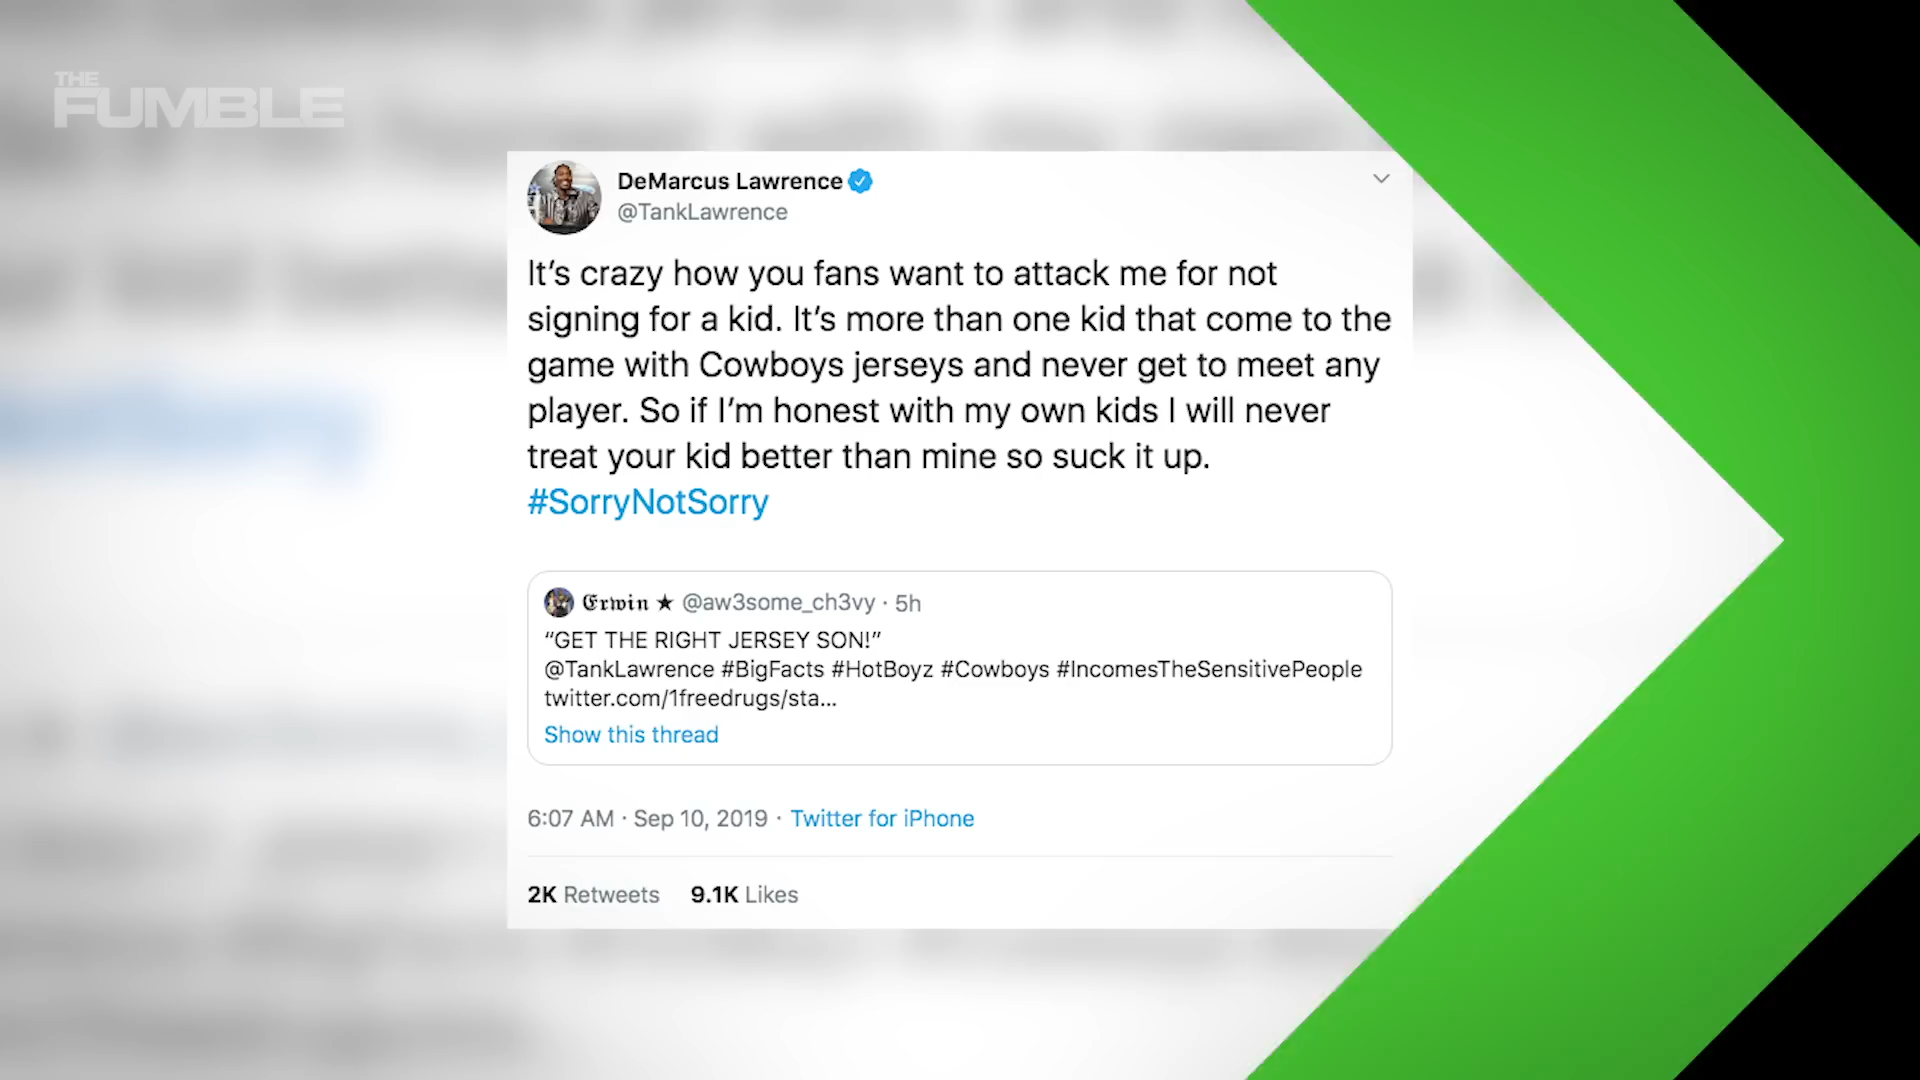 THE
FUMBLE
DeMarcus Lawrence
@TankLawrence
It’s crazy how you fans want to attack me for not
signing for a kid. It’s more than one kid that come to the
game with Cowboys jerseys and never get to meet any
player. So if I’m honest with my own kids I will never
treat your kid better than mine so suck it up.
#SorryNotSorry
𝕰𝖗𝖜𝖎𝖓 ★ @aw3some_ch3vy · 5h
“GET THE RIGHT JERSEY SON!”
@TankLawrence #BigFacts #HotBoyz #Cowboys #IncomesTheSensitivePeople
twitter.com/1freedrugs/sta...
Show this thread
6:07 AM · Sep 10, 2019 · Twitter for iPhone
2K Retweets 9.1K Likes